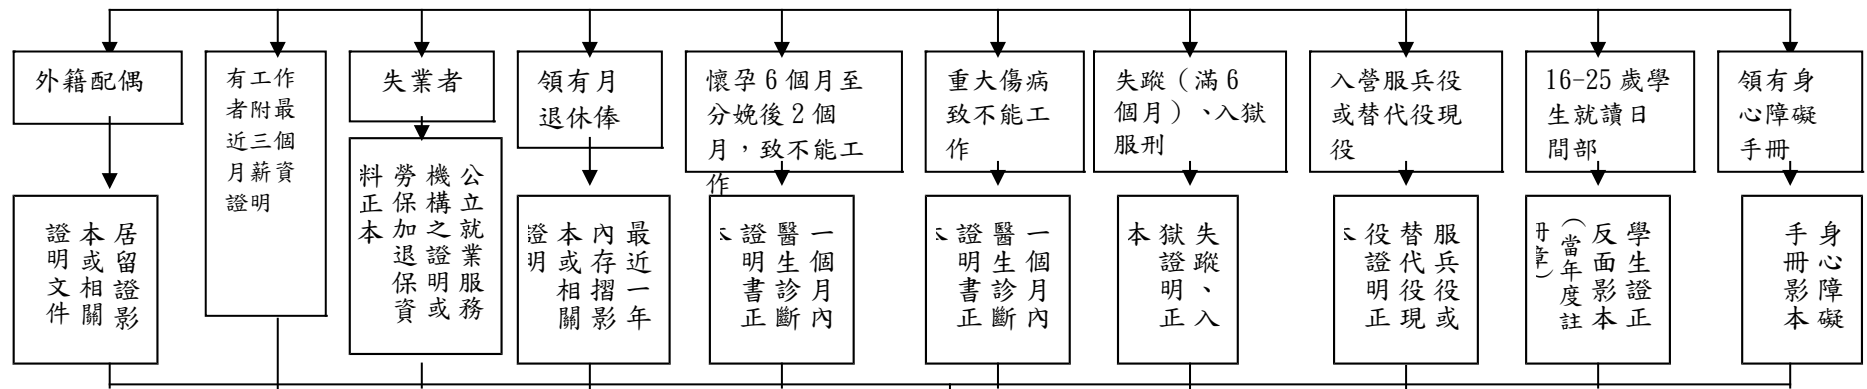 外籍配偶
有工作
者附最
近三個
月薪資
證明
失業者
領有月
退休俸
懷孕6個月至
分娩後2個
月，致不能工
作
重大傷病
致不能工
作
失蹤（滿6
個月）、入獄
服刑
入營服兵役
或替代役現
役
16-25歲學
生就讀日
間部
領有身
心障礙
手冊
居留證影
本或相關
證明文件
公立就業服務
機構之證明或
勞保加退保資
料正本
最近一年
內存摺影
本或相關
證明
一個月內
醫生診斷
證明書正
本
一個月內
醫生診斷
證明書正
本
失蹤、入
獄證明正
本
服兵役或
替代役現
役證明正
本
學生證正
反面影本
（當年度註
冊章）
身心障礙
手冊影本